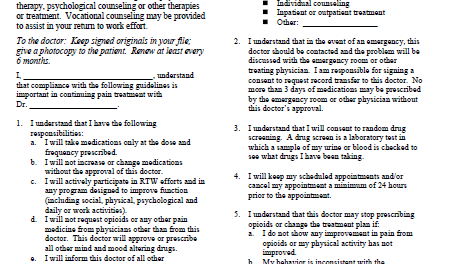 therapy, psychological counseling or other therapies
or treatment.  Vocational counseling may be provided
to assist in your return to work effort.
To the doctor:  Keep signed originals in your file;
give a photocopy to the patient.  Renew at least every
6 months.
I, ______________________________, understand
that compliance with the following guidelines is
important in continuing pain treatment with
Dr. ____________________.
1. I understand that I have the following
responsibilities:
a. I will take medications only at the dose and
frequency prescribed.
b. I will not increase or change medications
without the approval of this doctor.
c. I will actively participate in RTW efforts and in
any program designed to improve function
(including social, physical, psychological and
daily or work activities).
d. I will not request opioids or any other pain
medicine from physicians other than from this
doctor.  This doctor will approve or prescribe
all other mind and mood altering drugs.
e. I will inform this doctor of all other
■ Individual counseling
■ Inpatient or outpatient treatment
■ Other: __________________
2. I understand that in the event of an emergency, this
doctor should be contacted and the problem will be
discussed with the emergency room or other
treating physician.  I am responsible for signing a
consent to request record transfer to this doctor.  No
more than 3 days of medications may be prescribed
by the emergency room or other physician without
this doctor's approval.
3. I understand that I will consent to random drug
screening.  A drug screen is a laboratory test in
which a sample of my urine or blood is checked to
see what drugs I have been taking.
4. I will keep my scheduled appointments and/or
cancel my appointment a minimum of 24 hours
prior to the appointment.
5. I understand that this doctor may stop prescribing
opioids or change the treatment plan if:
a. I do not show any improvement in pain from
opioids or my physical activity has not
improved.
b. My behavior is inconsistent with the